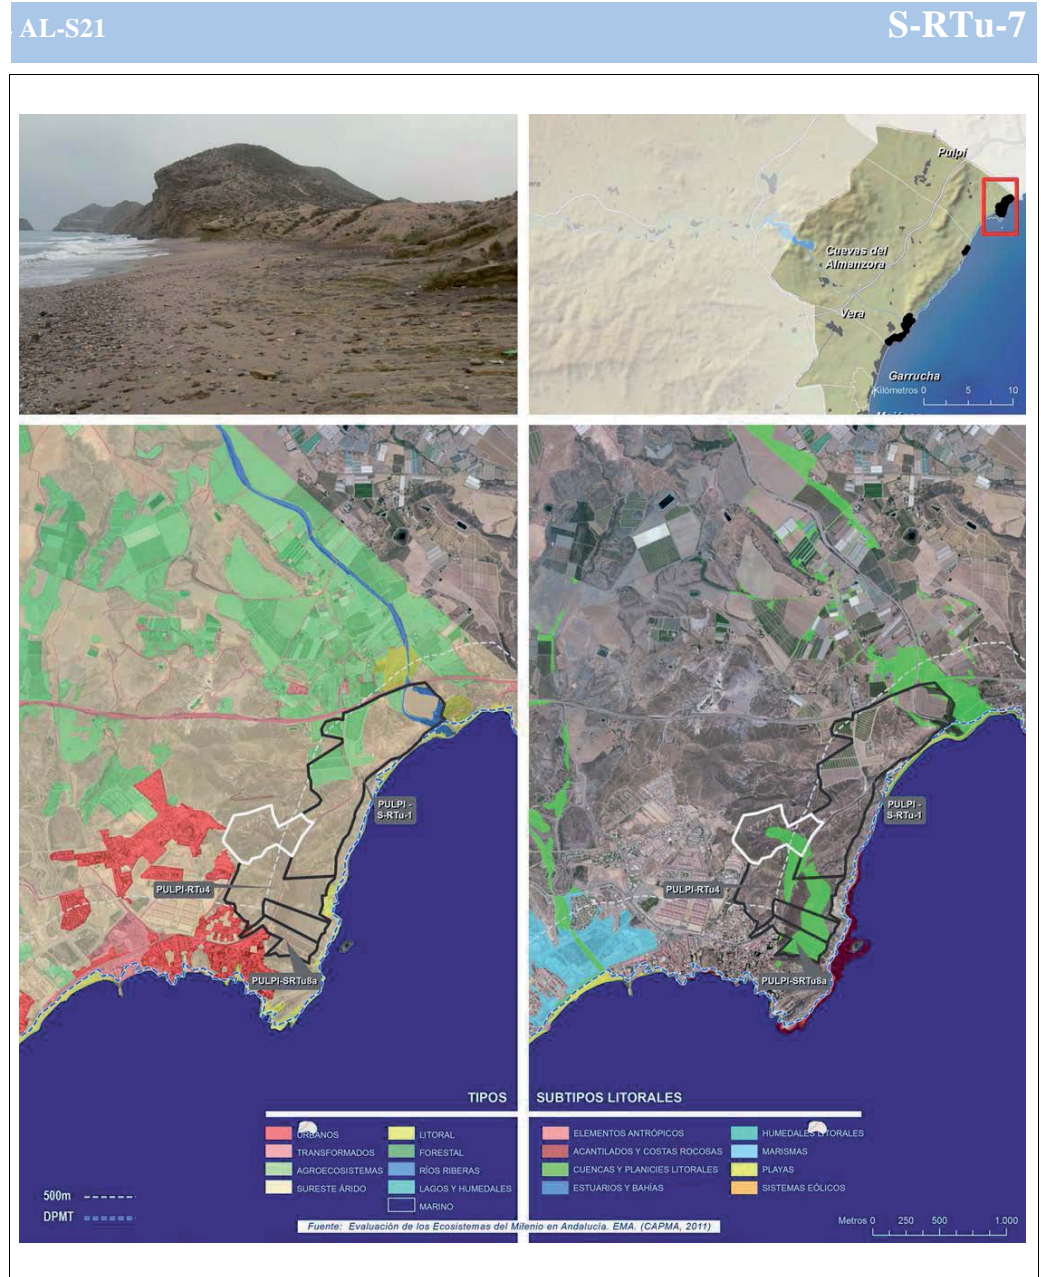 AL-S21
S-RTu-7
Pulpí
Cuevas del
Almanzora
Vera
Garrucha
Kilómetros 0 5 10
PULPI -
S-RTu-1
PULPI-RTu4
PULPI-SRTu8a
TIPOS
URBANOS
TRANSFORMADOS
AGROECOSISTEMAS
SURESTE ÁRIDO
LITORAL
FORESTAL
RÍOS RIBERAS
LAGOS Y HUMEDALES
MARINO
500m
DPMT
PULPI -
S-RTu-1
PULPI-RTu4
PULPI-SRTu8a
SUBTIPOS LITORALES
ELEMENTOS ANTRÓPICOS
ACANTILADOS Y COSTAS ROCOSAS
CUENCAS Y PLANICIES LITORALES
ESTUARIOS Y BAHÍAS
HUMEDALES LITORALES
MARISMAS
PLAYAS
SISTEMAS EÓLICOS
Fuente: Evaluación de los Ecosistemas del Milenio en Andalucía. EMA. (CAPMA, 2011)
Metros 0 250 500 1.000